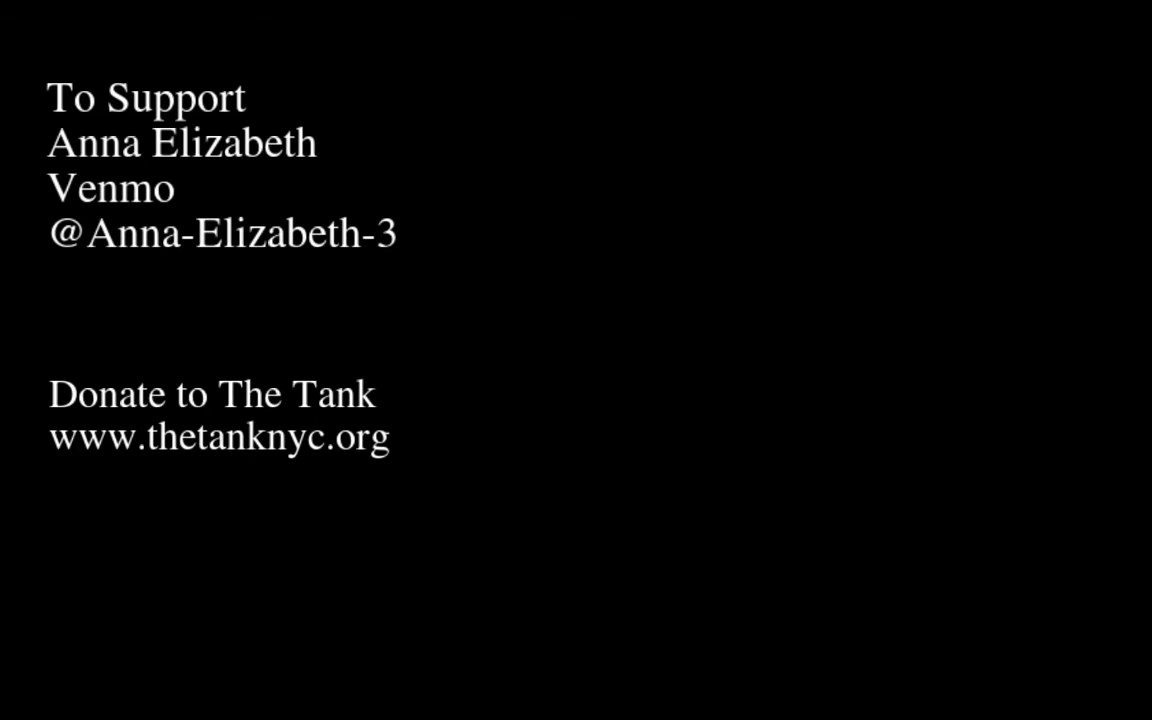 To Support
Anna Elizabeth
Venmo
@Anna-Elizabeth-3
Donate to The Tank
www.thetanknyc.org